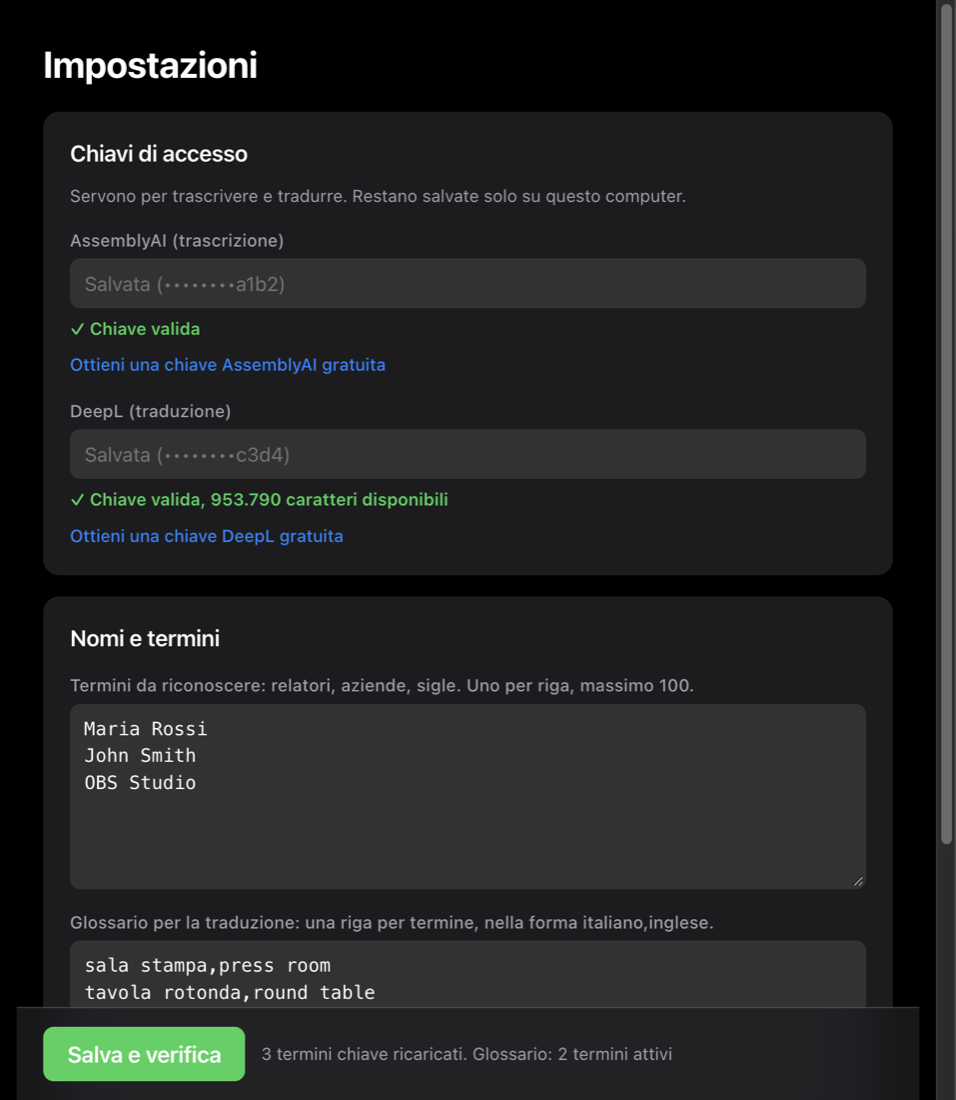 Impostazioni
Chiavi di accesso
Servono per trascrivere e tradurre. Restano salvate solo su questo computer.
AssemblyAI (trascrizione)
Salvata (••••••••a1b2)
✓ Chiave valida
Ottieni una chiave AssemblyAI gratuita
DeepL (traduzione)
Salvata (••••••••c3d4)
✓ Chiave valida, 953.790 caratteri disponibili
Ottieni una chiave DeepL gratuita
Nomi e termini
Termini da riconoscere: relatori, aziende, sigle. Uno per riga, massimo 100.
Maria Rossi
John Smith
OBS Studio
Glossario per la traduzione: una riga per termine, nella forma italiano,inglese.
sala stampa,press room
tavola rotonda,round table
Salva e verifica
3 termini chiave ricaricati. Glossario: 2 termini attivi